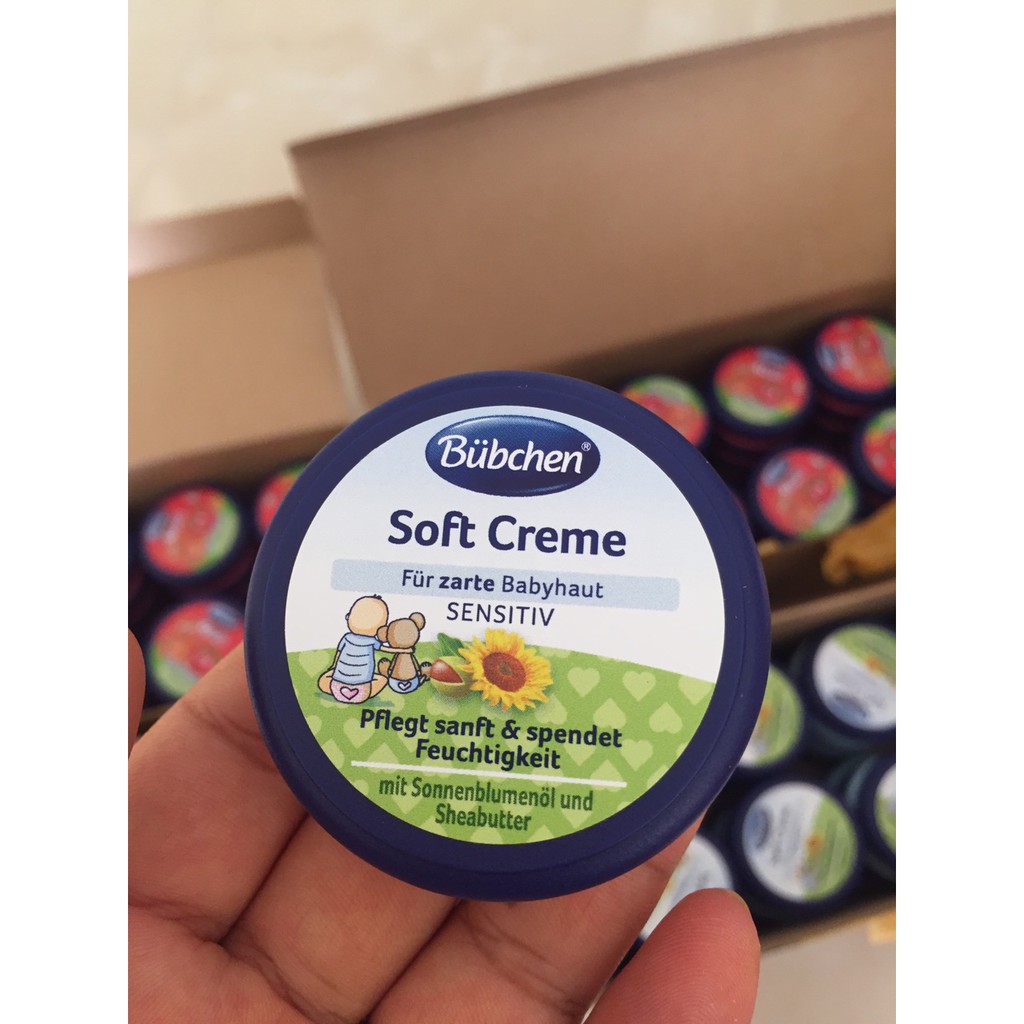 Bübchen®
Soft Creme
Für zarte Babyhaut
SENSITIV
Pflegt sanft & spendet
Feuchtigkeit
mit Sonnenblumenöl und
Sheabutter